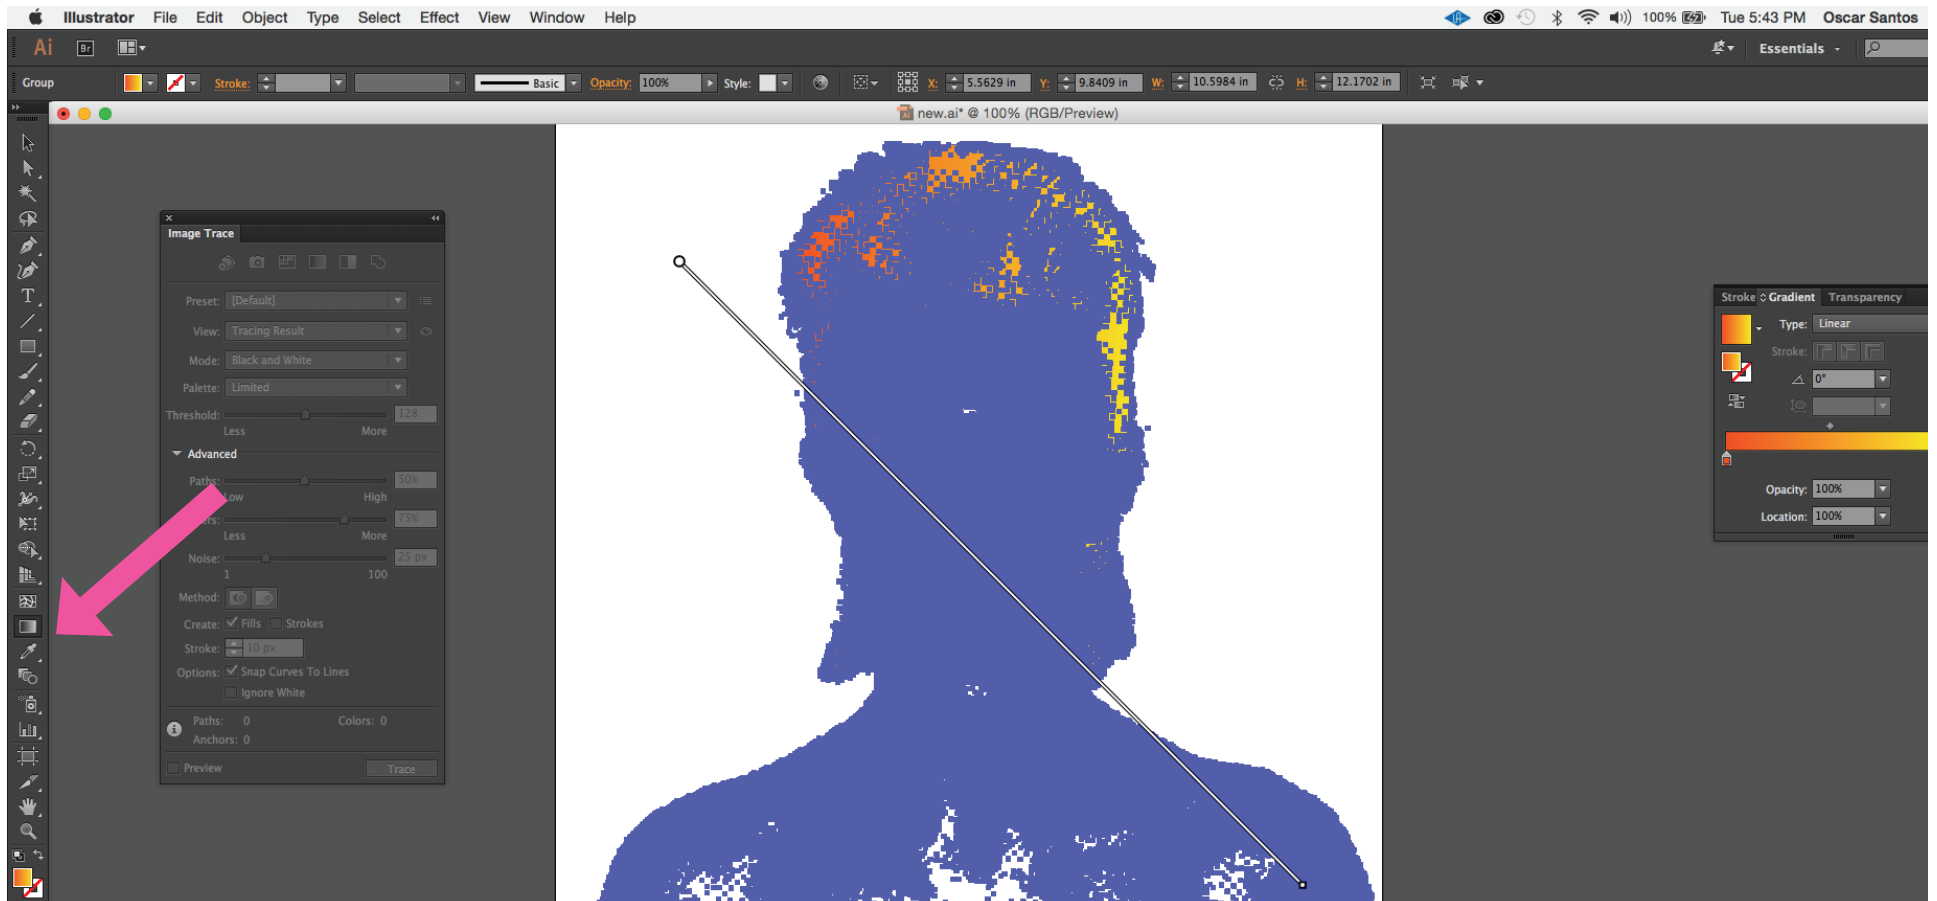 Illustrator File Edit Object Type Select Effect View Window Help 100% Tue 5:43 PM Oscar Santos
Ai Br Essentials
Group Stroke: Basic Opacity: 100% Style: X: 5.5629 in Y: 9.8409 in W: 10.5984 in H: 12.1702 in
new.ai* @ 100% (RGB/Preview)
Image Trace
Preset: [Default]
View: Tracing Result
Mode: Black and White
Palette: Limited
Threshold: 128
Less More
Advanced
Paths: 50%
Low High
75%
Less More
Noise: 25 px
1 100
Method:
Create: Fills Strokes
Stroke: 10 px
Options: Snap Curves To Lines
Ignore White
Paths: 0 Colors: 0
Anchors: 0
Preview Trace
Stroke Gradient Transparency
Type: Linear
Stroke:
0°
Opacity: 100%
Location: 100%